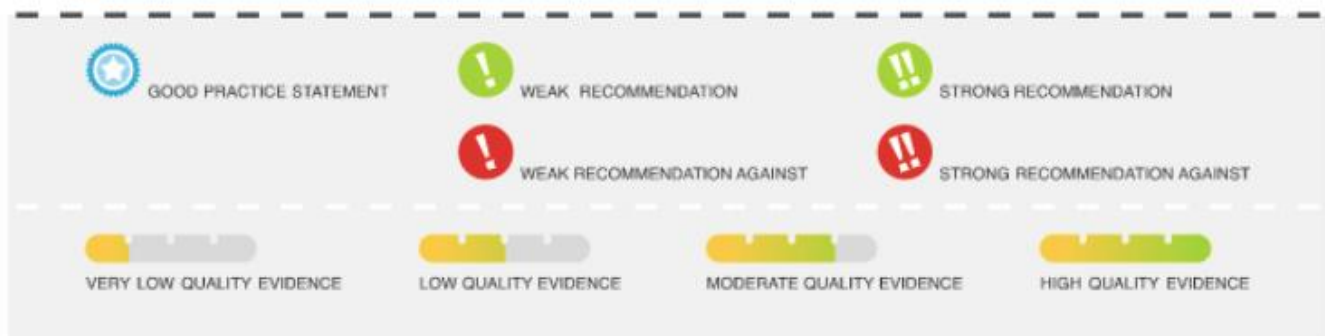 GOOD PRACTICE STATEMENT
WEAK RECOMMENDATION
STRONG RECOMMENDATION
WEAK RECOMMENDATION AGAINST
STRONG RECOMMENDATION AGAINST
VERY LOW QUALITY EVIDENCE
LOW QUALITY EVIDENCE
MODERATE QUALITY EVIDENCE
HIGH QUALITY EVIDENCE